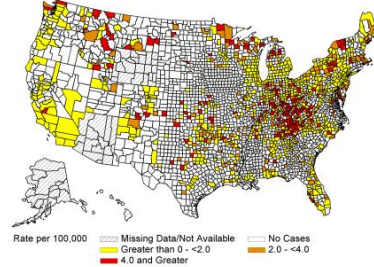 Rate per 100,000 Missing Data/Not Available No Cases
Greater than 0 - <2.0 2.0 - <4.0
4.0 and Greater